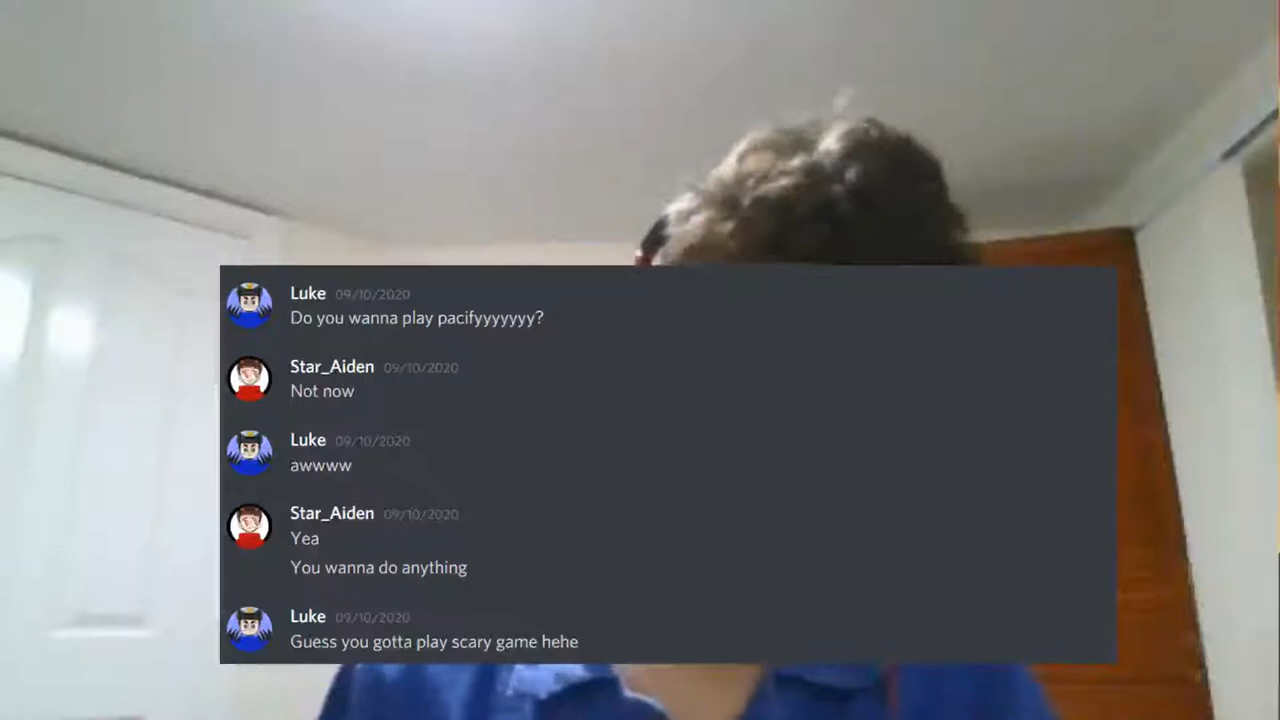 Luke 09/10/2020
Do you wanna play pacifyyyyyyy?
Star_Aiden 09/10/2020
Not now
Luke 09/10/2020
awwww
Star_Aiden 09/10/2020
Yea
You wanna do anything
Luke 09/10/2020
Guess you gotta play scary game hehe